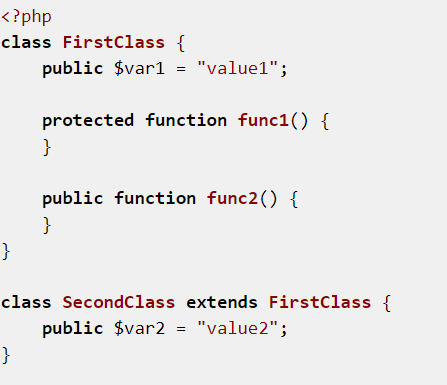 <?php
class FirstClass {
    public $var1 = "value1";

    protected function func1() {
    }

    public function func2() {
    }
}

class SecondClass extends FirstClass {
    public $var2 = "value2";
}